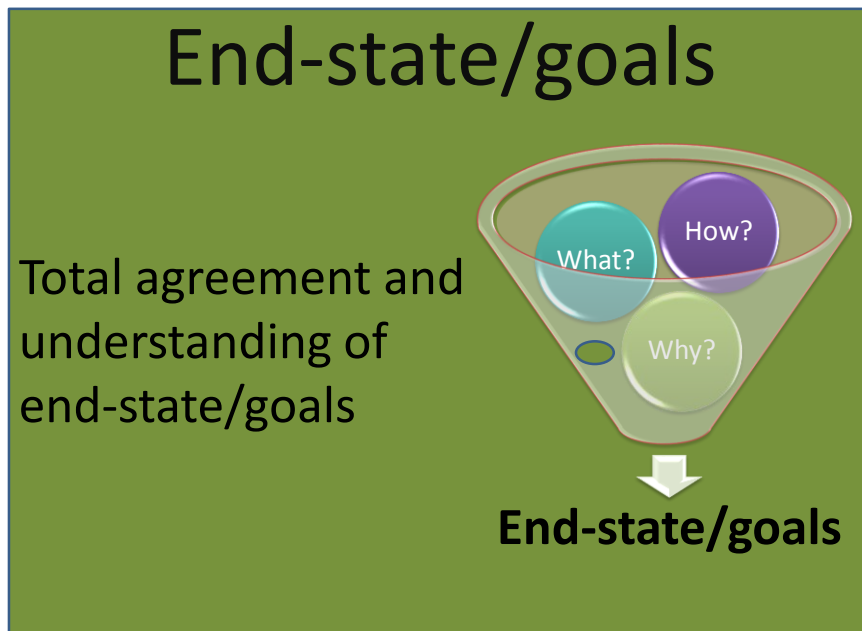 End-state/goals
Total agreement and
understanding of
end-state/goals
What?
How?
Why?
End-state/goals